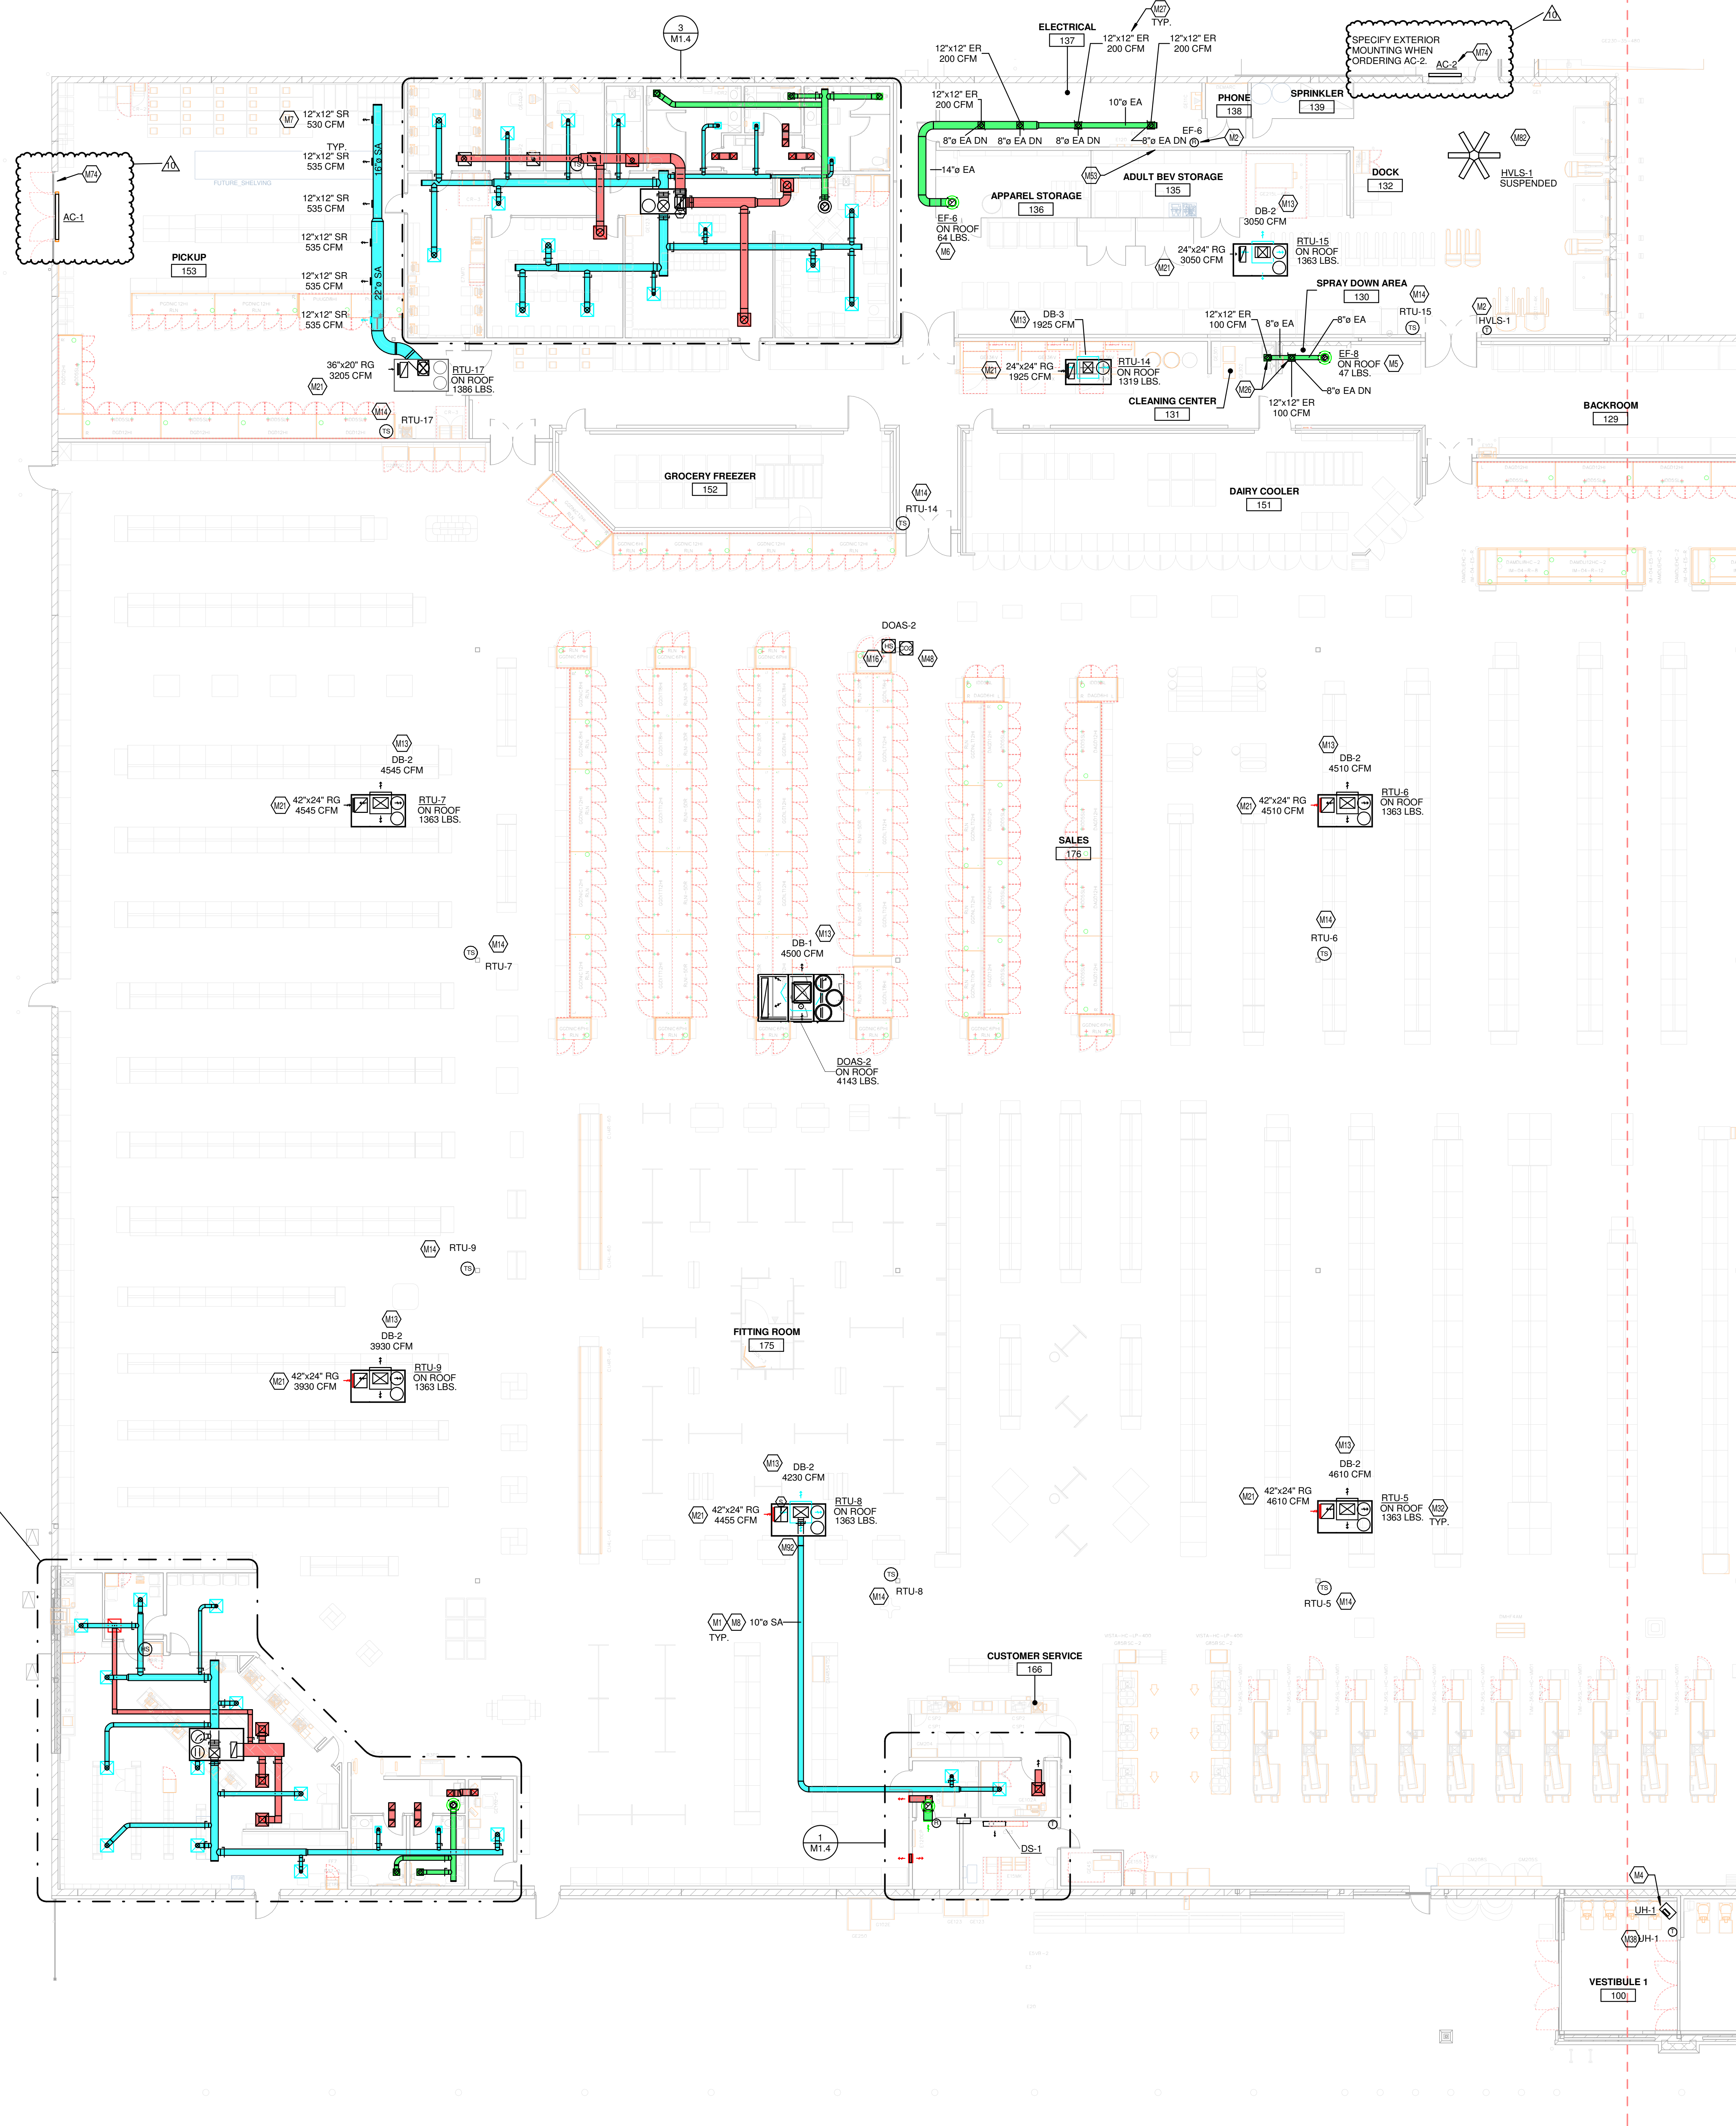 3
M1.4
M27
TYP.
ELECTRICAL
137
12"x12" ER
200 CFM
12"x12" ER
200 CFM
12"x12" ER
200 CFM
12"x12" ER
200 CFM
10
SPECIFY EXTERIOR
MOUNTING WHEN
ORDERING AC-2.
M74
AC-2
M7
12"x12" SR
530 CFM
TYP.
12"x12" SR
535 CFM
12"x12" SR
535 CFM
12"x12" SR
535 CFM
12"x12" SR
535 CFM
12"x12" SR
535 CFM
16"ø SA
22"ø SA
10
M74
AC-1
PICKUP
153
FUTURE_SHELVING
TS
10"ø EA
PHONE
138
SPRINKLER
139
EF-6
R
M2
8"ø EA DN
8"ø EA DN
8"ø EA DN
8"ø EA DN
14"ø EA
M53
ADULT BEV STORAGE
135
APPAREL STORAGE
136
EF-6
ON ROOF
64 LBS.
M6
DOCK
132
M82
HVLS-1
SUSPENDED
M13
DB-2
3050 CFM
24"x24" RG
3050 CFM
M21
RTU-15
ON ROOF
1363 LBS.
SPRAY DOWN AREA
130
M14
RTU-15
TS
M2
HVLS-1
T
DB-3
1925 CFM
M13
12"x12" ER
100 CFM
8"ø EA
8"ø EA
EF-8
ON ROOF
47 LBS.
M5
M21
24"x24" RG
1925 CFM
RTU-14
ON ROOF
1319 LBS.
M26
8"ø EA DN
12"x12" ER
100 CFM
CLEANING CENTER
131
BACKROOM
129
36"x20" RG
3205 CFM
M21
RTU-17
ON ROOF
1386 LBS.
M14
RTU-17
TS
GROCERY FREEZER
152
M14
RTU-14
TS
DAIRY COOLER
151
DOAS-2
HS
CO2
M16
M48
M13
DB-2
4545 CFM
M21
42"x24" RG
4545 CFM
RTU-7
ON ROOF
1363 LBS.
M13
DB-2
4510 CFM
M21
42"x24" RG
4510 CFM
RTU-6
ON ROOF
1363 LBS.
SALES
176
M14
RTU-6
TS
TS
M14
RTU-7
M13
DB-1
4500 CFM
DOAS-2
ON ROOF
4143 LBS.
M14
RTU-9
TS
M13
DB-2
3930 CFM
M21
42"x24" RG
3930 CFM
RTU-9
ON ROOF
1363 LBS.
FITTING ROOM
175
M13
DB-2
4230 CFM
S
M21
42"x24" RG
4455 CFM
RTU-8
ON ROOF
1363 LBS.
M92
M13
DB-2
4610 CFM
M21
42"x24" RG
4610 CFM
RTU-5
ON ROOF
1363 LBS.
M32
TYP.
TS
M14
RTU-8
TS
RTU-5
M14
M1
M8
10"ø SA
TYP.
HS
CUSTOMER SERVICE
166
1
M1.4
R
T
DS-1
M4
UH-1
M38
UH-1
T
VESTIBULE 1
100